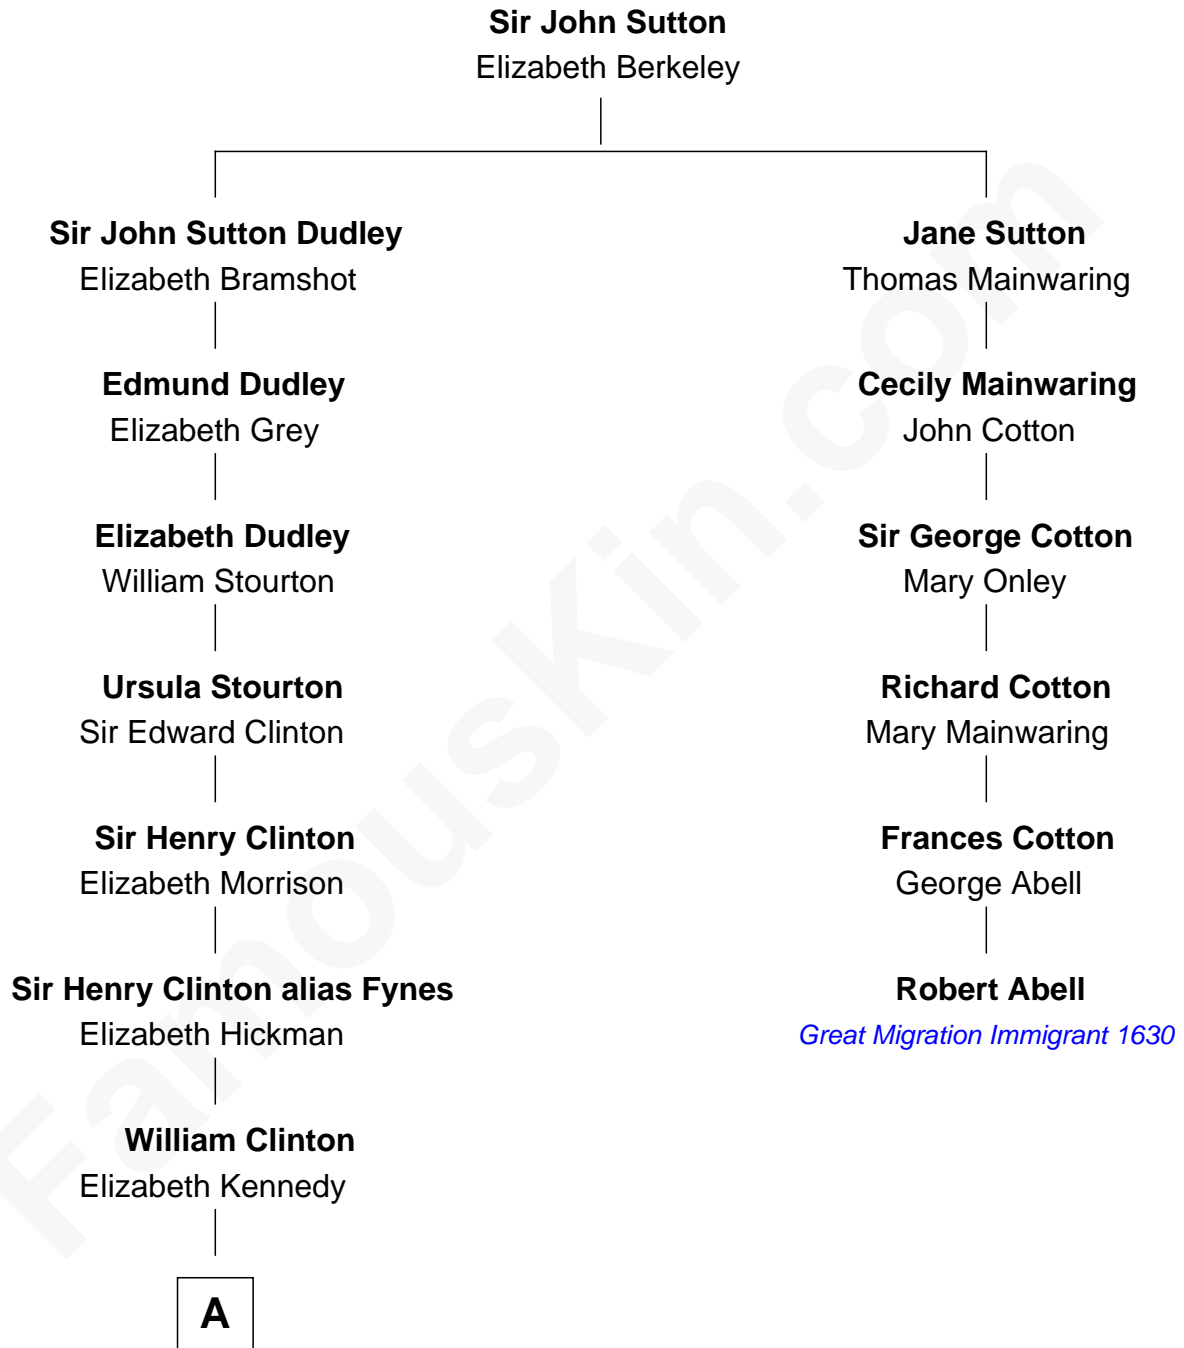 Sir John Sutton
Elizabeth Berkeley
Sir John Sutton Dudley
Elizabeth Bramshot
Jane Sutton
Thomas Mainwaring
Edmund Dudley
Elizabeth Grey
Cecily Mainwaring
John Cotton
Elizabeth Dudley
William Stourton
Sir George Cotton
Mary Onley
Ursula Stourton
Sir Edward Clinton
Richard Cotton
Mary Mainwaring
Sir Henry Clinton
Elizabeth Morrison
Frances Cotton
George Abell
Sir Henry Clinton alias Fynes
Elizabeth Hickman
Robert Abell
Great Migration Immigrant 1630
William Clinton
Elizabeth Kennedy
A
FamousKin.com